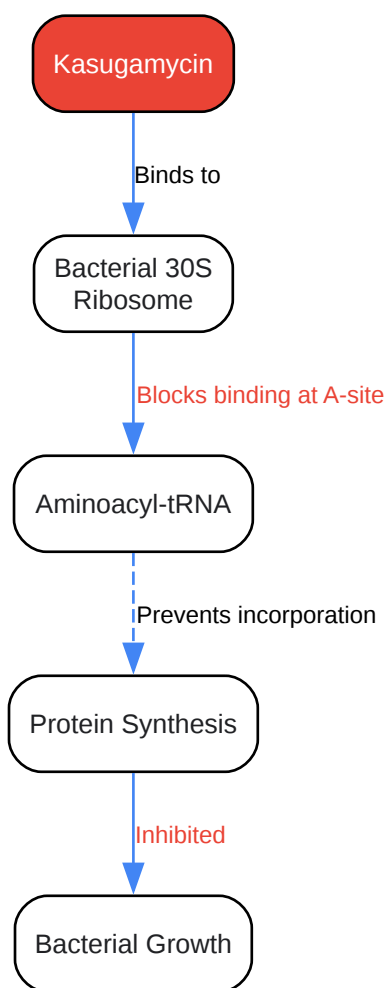 Kasugamycin
Binds to
Bacterial 30S
Ribosome
Blocks binding at A-site
Aminoacyl-tRNA
Prevents incorporation
Protein Synthesis
Inhibited
Bacterial Growth